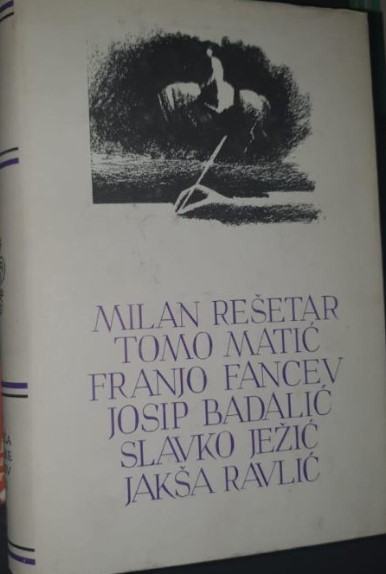 MILAN REŠETAR
TOMO MATIĆ
FRANJO FANCEV
JOSIP BADALIĆ
SLAVKO JEŽIĆ
JAKŠA RAVLIĆ